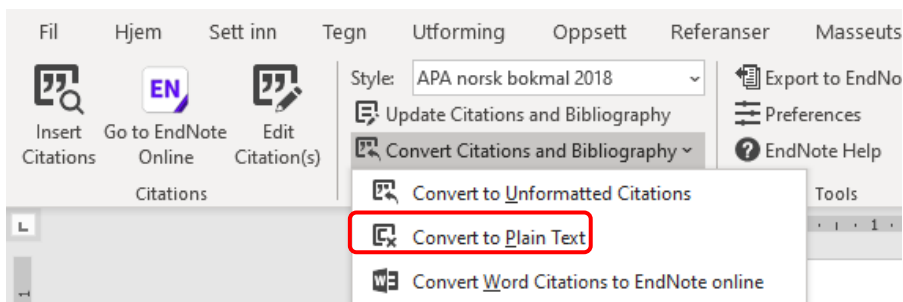 Fil Hjem Sett inn Tegn Utforming Oppsett Referanser Masseuts
Insert Citations
EN
Go to EndNote Online
Edit Citation(s)
Citations
Style: APA norsk bokmal 2018
Update Citations and Bibliography
Convert Citations and Bibliography
Convert to Unformatted Citations
Convert to Plain Text
W
Convert Word Citations to EndNote online
Export to EndNo
Preferences
? EndNote Help
Tools
L
1
1